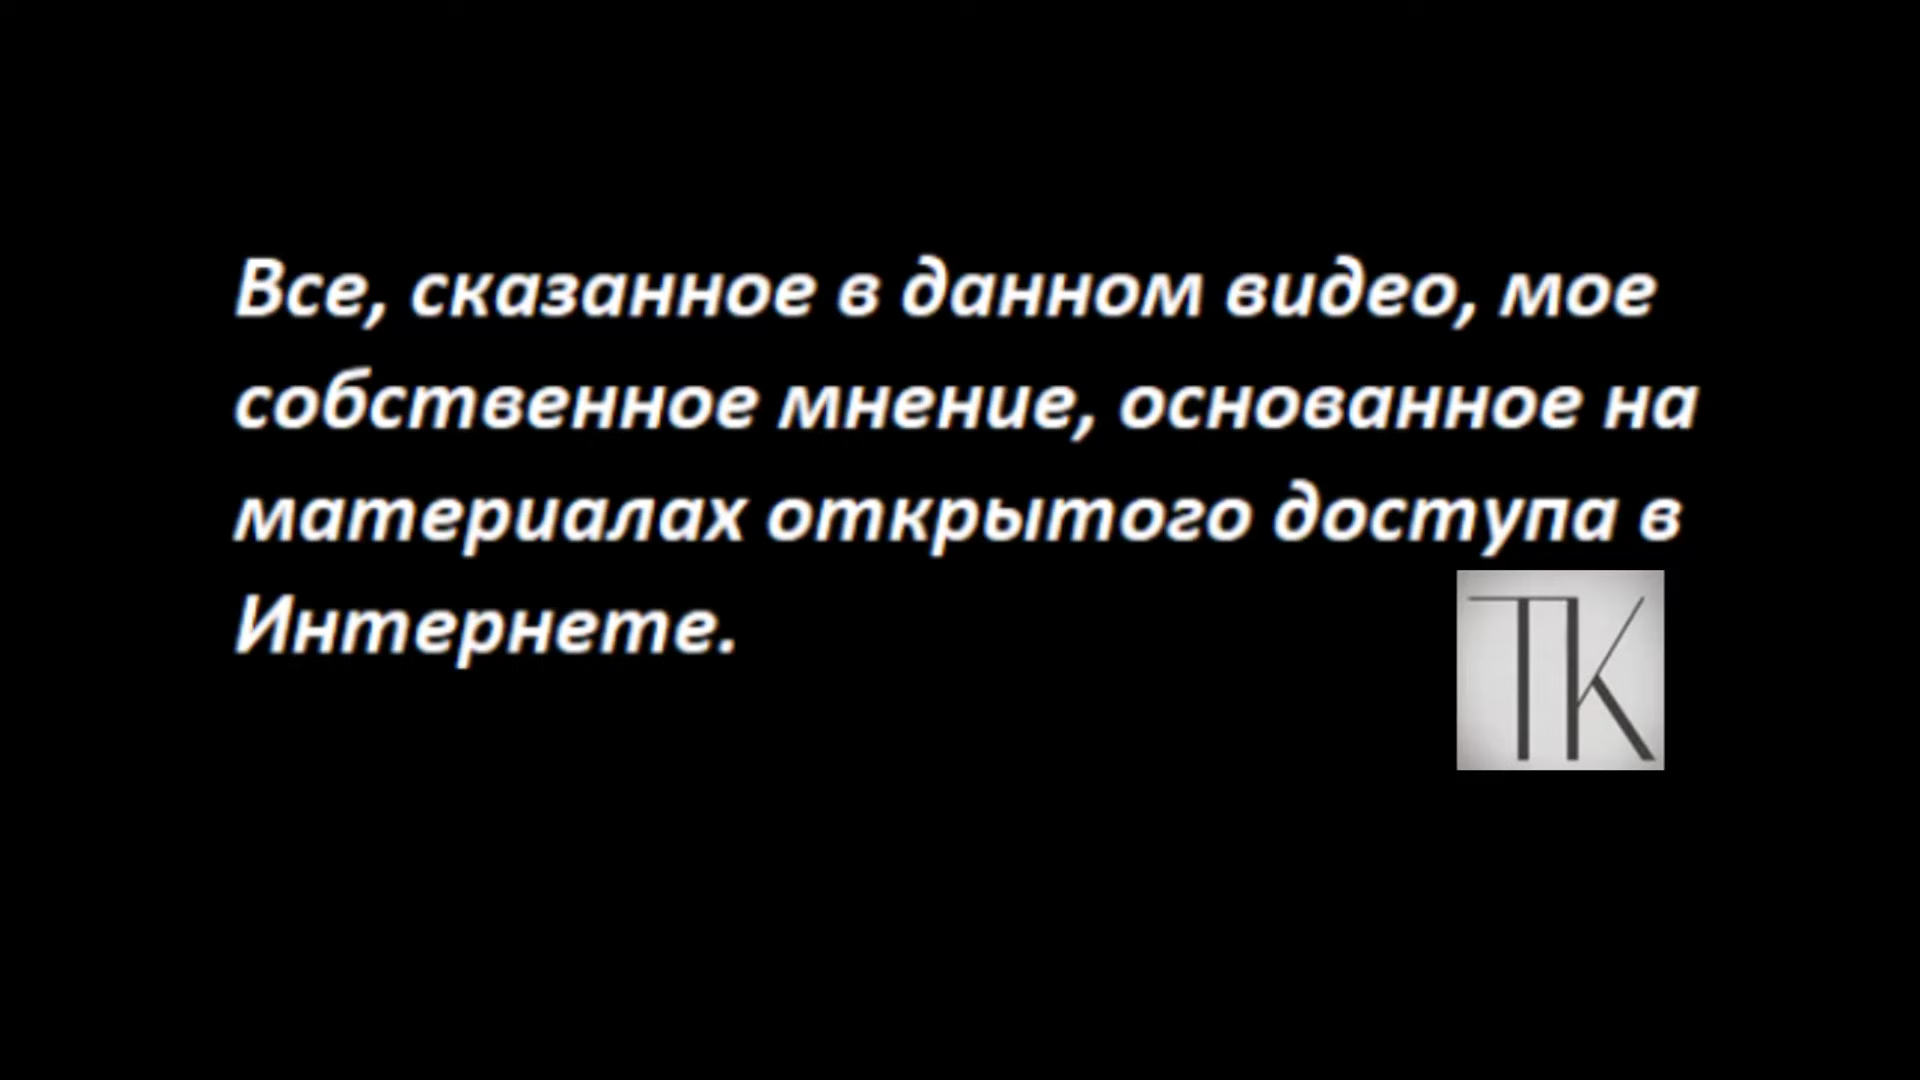 Все, сказанное в данном видео, мое
собственное мнение, основанное на
материалах открытого доступа в
Интернете.
TK